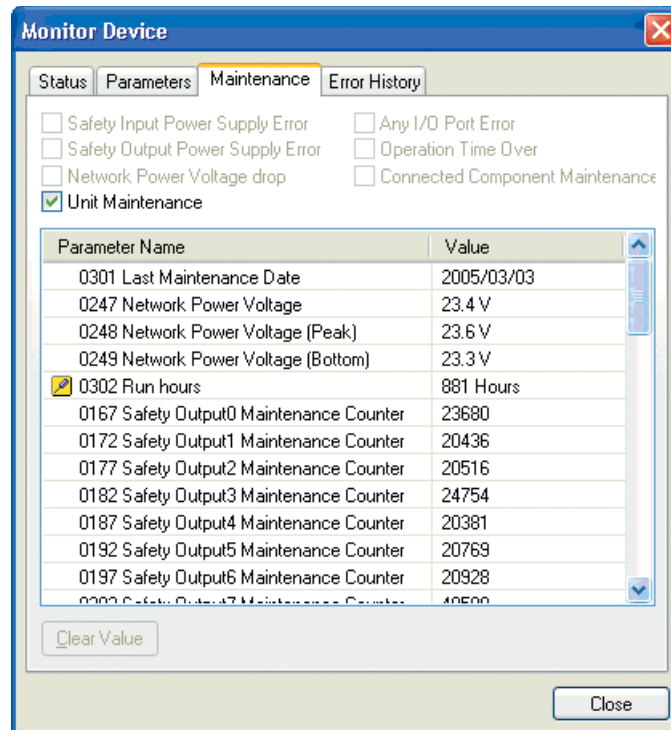 Monitor Device
Status Parameters Maintenance Error History
Safety Input Power Supply Error Any I/O Port Error
Safety Output Power Supply Error Operation Time Over
Network Power Voltage drop Connected Component Maintenance
Unit Maintenance
Parameter Name Value
0301 Last Maintenance Date 2005/03/03
0247 Network Power Voltage 23.4 V
0248 Network Power Voltage (Peak) 23.6 V
0249 Network Power Voltage (Bottom) 23.3 V
0302 Run hours 881 Hours
0167 Safety Output0 Maintenance Counter 23680
0172 Safety Output1 Maintenance Counter 20436
0177 Safety Output2 Maintenance Counter 20516
0182 Safety Output3 Maintenance Counter 24754
0187 Safety Output4 Maintenance Counter 20381
0192 Safety Output5 Maintenance Counter 20769
0197 Safety Output6 Maintenance Counter 20928
Safety Output7 Maintenance Counter
Clear Value
Close